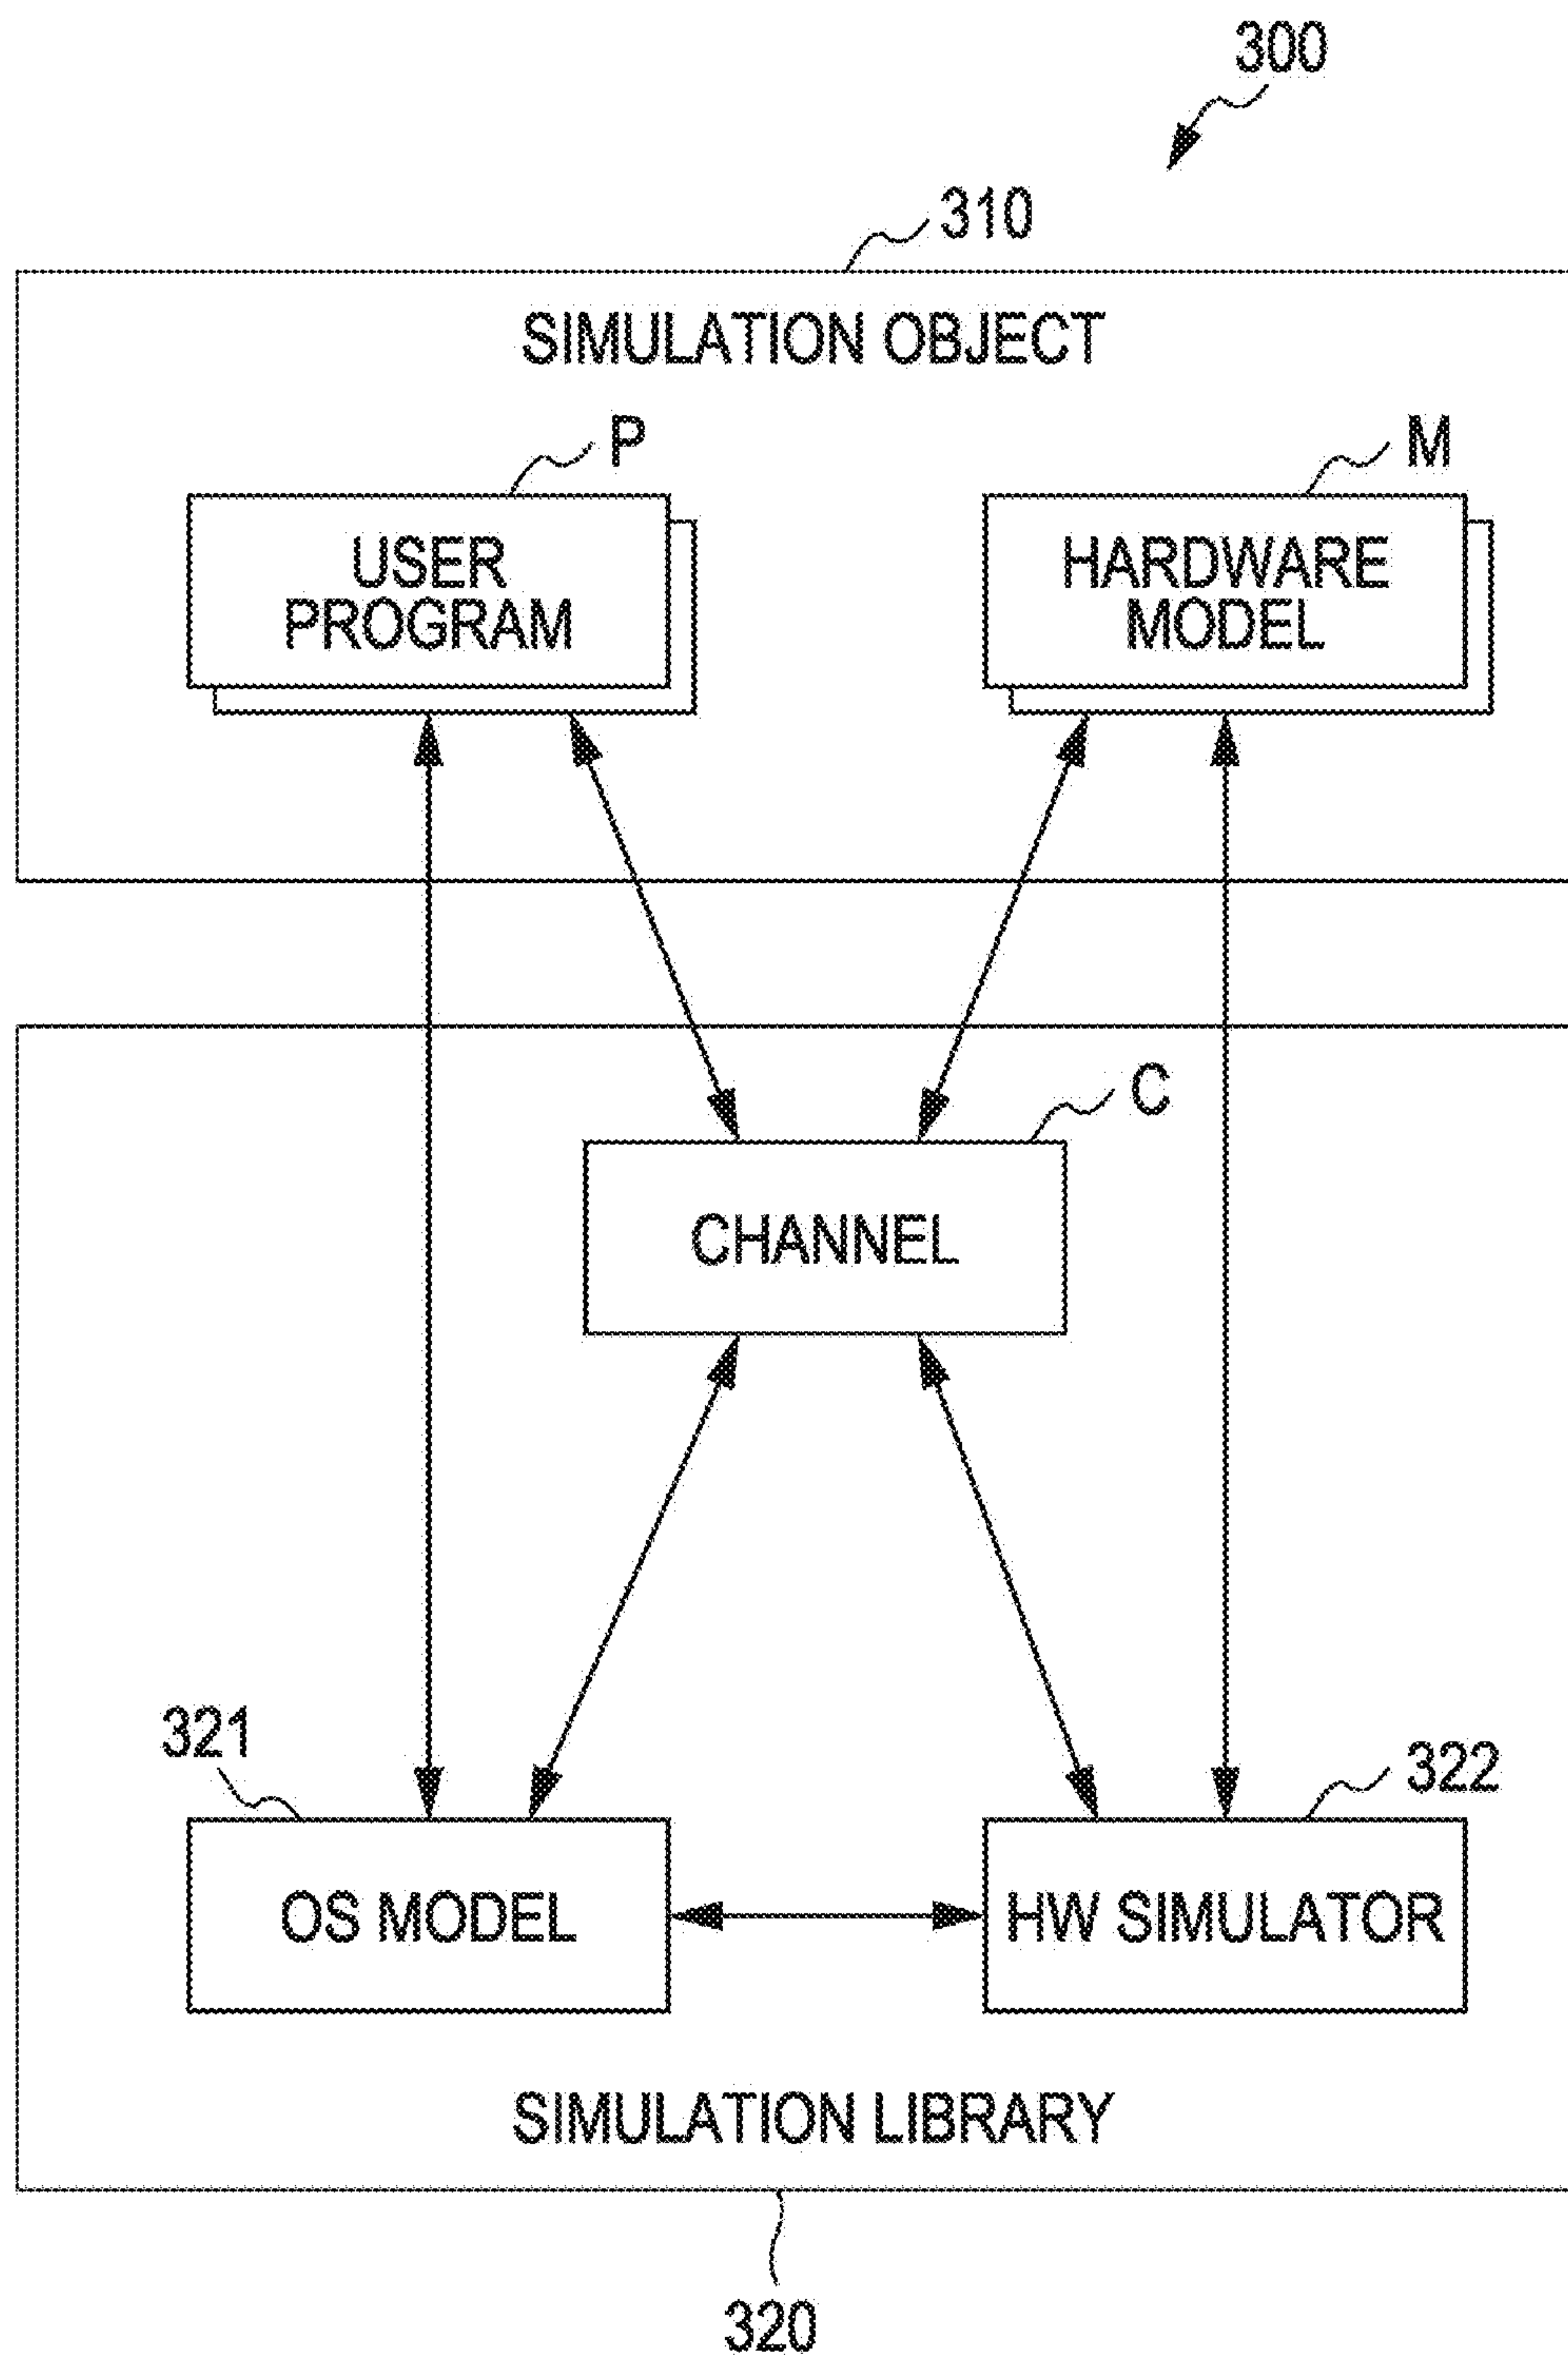 300
310
SIMULATION OBJECT
P
M
USER
PROGRAM
HARDWARE
MODEL
C
CHANNEL
321
322
OS MODEL
HW SIMULATOR
SIMULATION LIBRARY
320